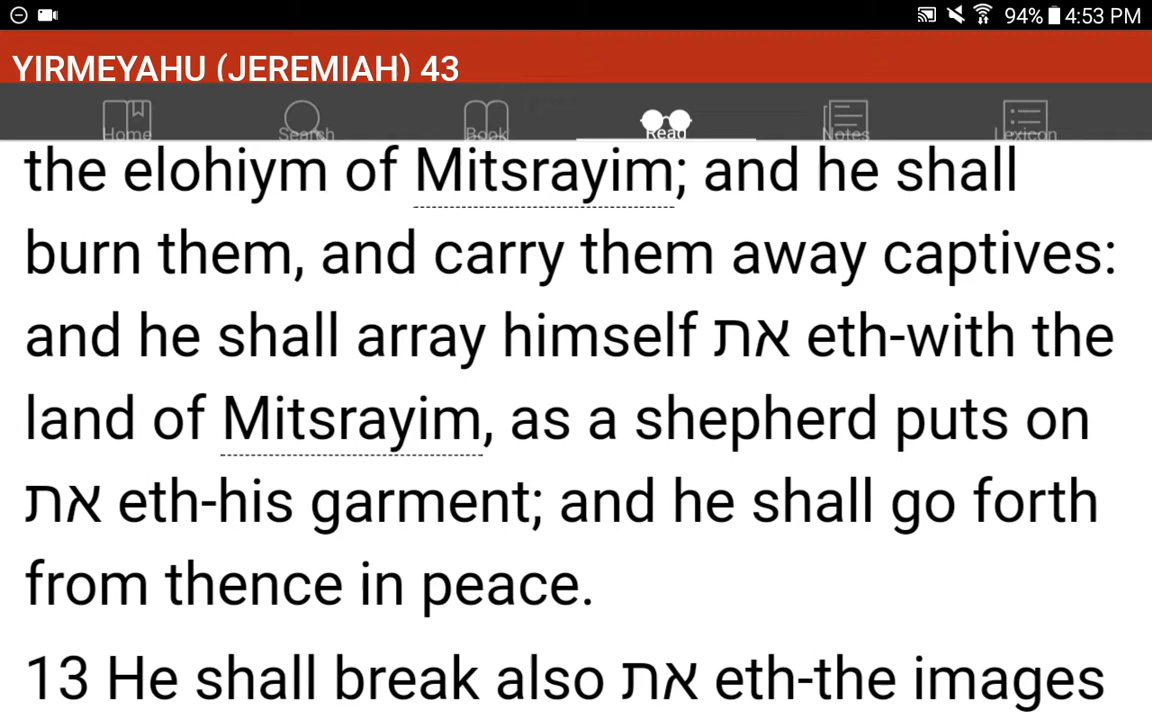 94% 4:53 PM
YIRMEYAHU (JEREMIAH) 43
Home Search Book Read Notes Lexicon
the elohiym of Mitsrayim; and he shall
burn them, and carry them away captives:
and he shall array himself את eth-with the
land of Mitsrayim, as a shepherd puts on
את eth-his garment; and he shall go forth
from thence in peace.
13 He shall break also את eth-the images